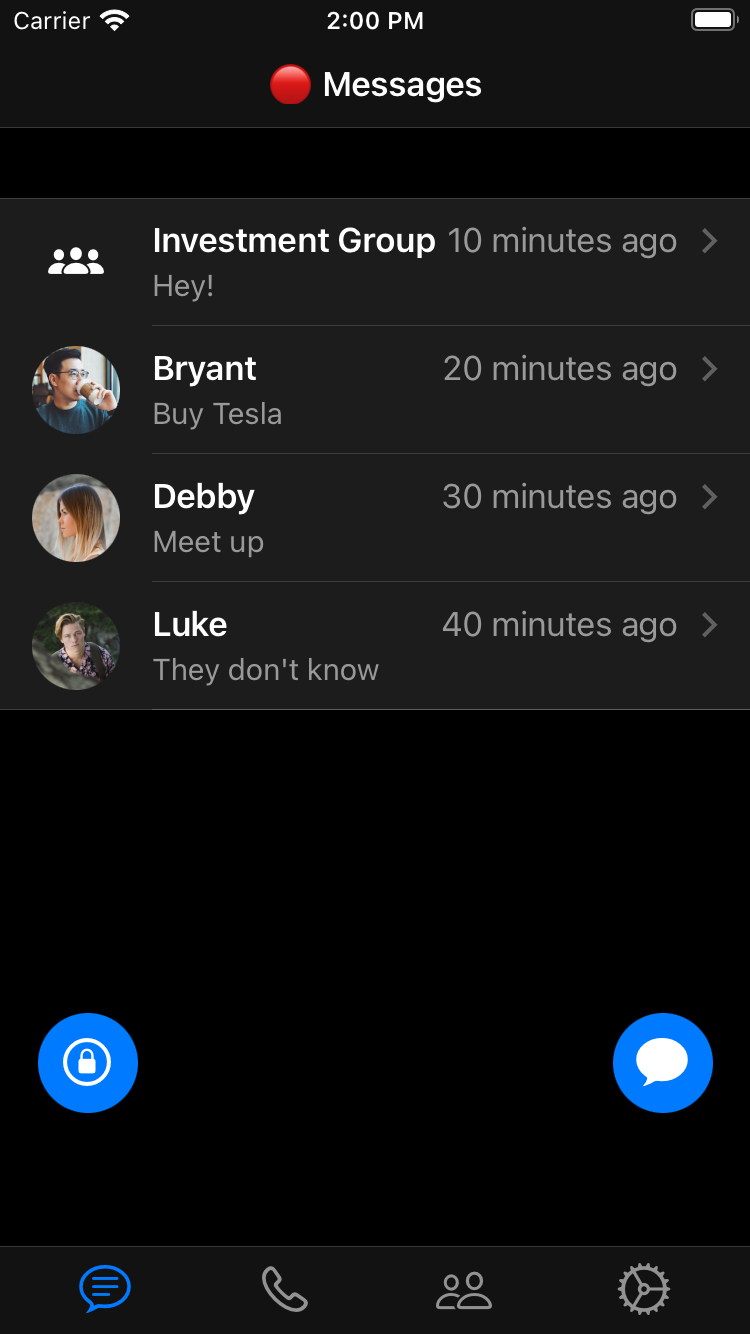 Carrier 2:00 PM
Messages
Investment Group 10 minutes ago
Hey!
Bryant 20 minutes ago
Buy Tesla
Debby 30 minutes ago
Meet up
Luke 40 minutes ago
They don't know